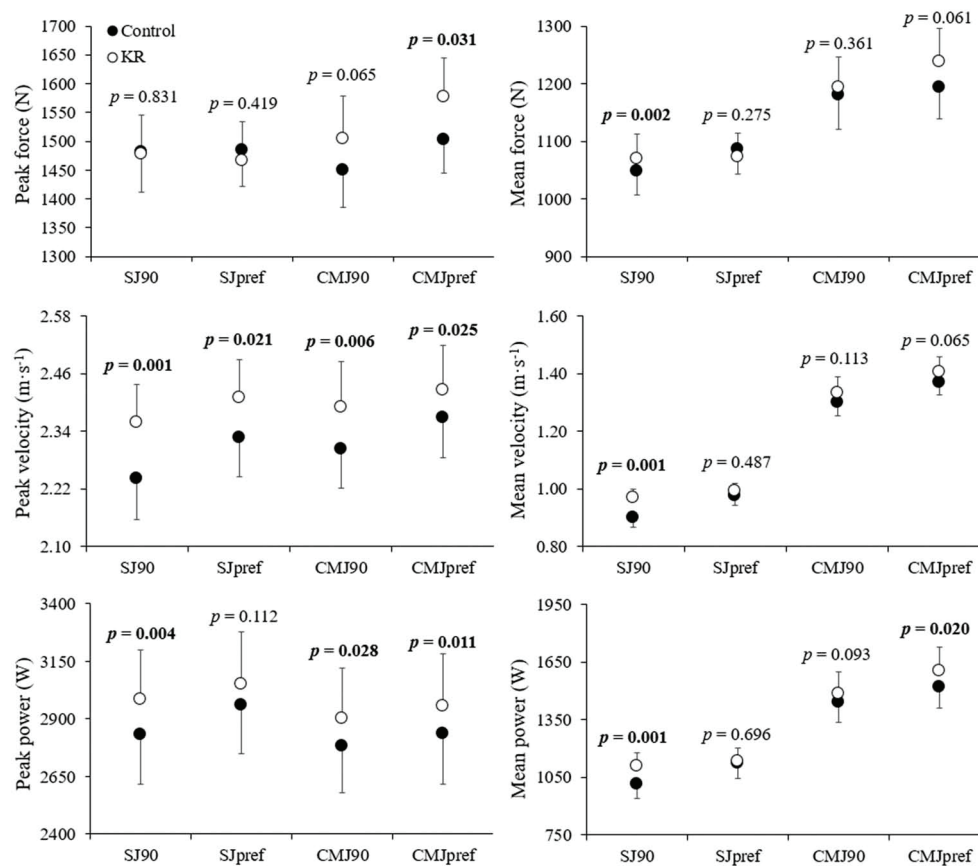 Peak force (N)
1700
1650
1600
1550
1500
1450
1400
1350
1300
Control
KR
p = 0.831
p = 0.419
p = 0.065
p = 0.031
SJ90
SJpref
CMJ90
CMJpref
Mean force (N)
1300
1200
1100
1000
900
p = 0.002
p = 0.275
p = 0.361
p = 0.061
SJ90
SJpref
CMJ90
CMJpref
Peak velocity (m·s⁻¹)
2.58
2.46
2.34
2.22
2.10
p = 0.001
p = 0.021
p = 0.006
p = 0.025
SJ90
SJpref
CMJ90
CMJpref
Mean velocity (m·s⁻¹)
1.60
1.40
1.20
1.00
0.80
p = 0.001
p = 0.487
p = 0.113
p = 0.065
SJ90
SJpref
CMJ90
CMJpref
Peak power (W)
3400
3150
2900
2650
2400
p = 0.004
p = 0.112
p = 0.028
p = 0.011
SJ90
SJpref
CMJ90
CMJpref
Mean power (W)
1950
1650
1350
1050
750
p = 0.001
p = 0.696
p = 0.093
p = 0.020
SJ90
SJpref
CMJ90
CMJpref